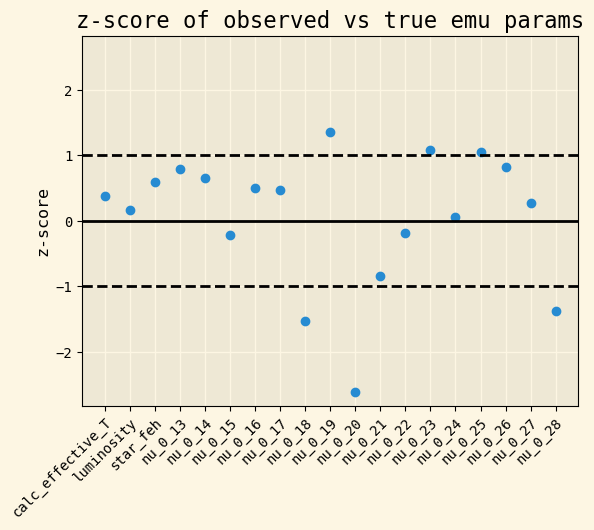 z-score of observed vs true emu params
z-score
2
1
0
−1
−2
calc_effective_T
luminosity
star_feh
nu_0_13
nu_0_14
nu_0_15
nu_0_16
nu_0_17
nu_0_18
nu_0_19
nu_0_20
nu_0_21
nu_0_22
nu_0_23
nu_0_24
nu_0_25
nu_0_26
nu_0_27
nu_0_28